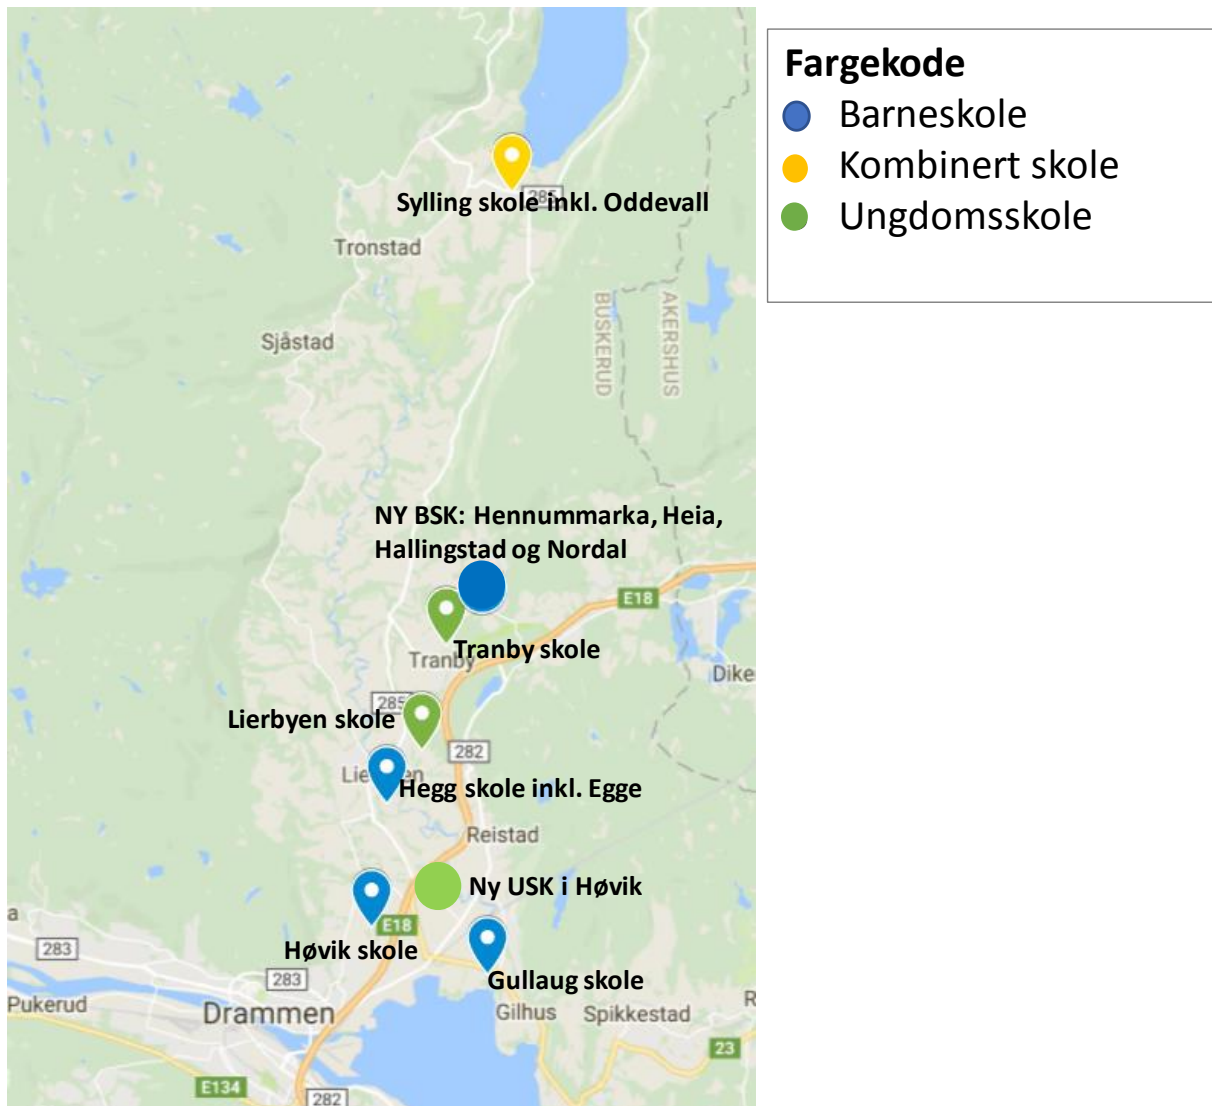 Fargekode
Barneskole
Kombinert skole
Ungdomsskole
285
Sylling skole inkl. Oddevall
Tronstad
BUSKERUD
AKERSHUS
Sjåstad
NY BSK: Hennummarka, Heia,
Hallingstad og Nordal
E18
Tranby skole
Tranby
Dike
285
Lierbyen skole
282
Hegg skole inkl. Egge
Reistad
Ny USK i Høvik
a
E18
283
Høvik skole
283
Gullaug skole
Pukerud
Drammen
Gilhus
Spikkestad
R
23
E134
282